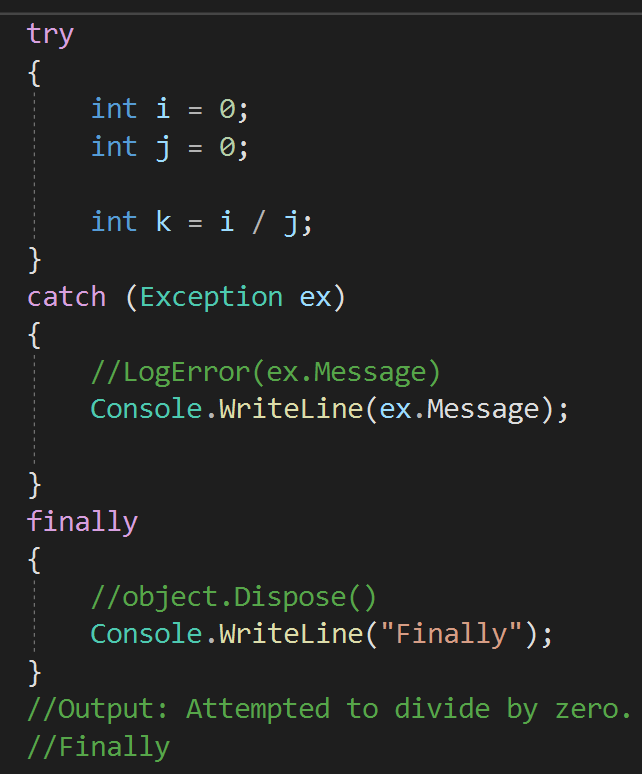 try
{
    int i = 0;
    int j = 0;

    int k = i / j;
}
catch (Exception ex)
{
    //LogError(ex.Message)
    Console.WriteLine(ex.Message);

}
finally
{
    //object.Dispose()
    Console.WriteLine("Finally");
}
//Output: Attempted to divide by zero.
//Finally